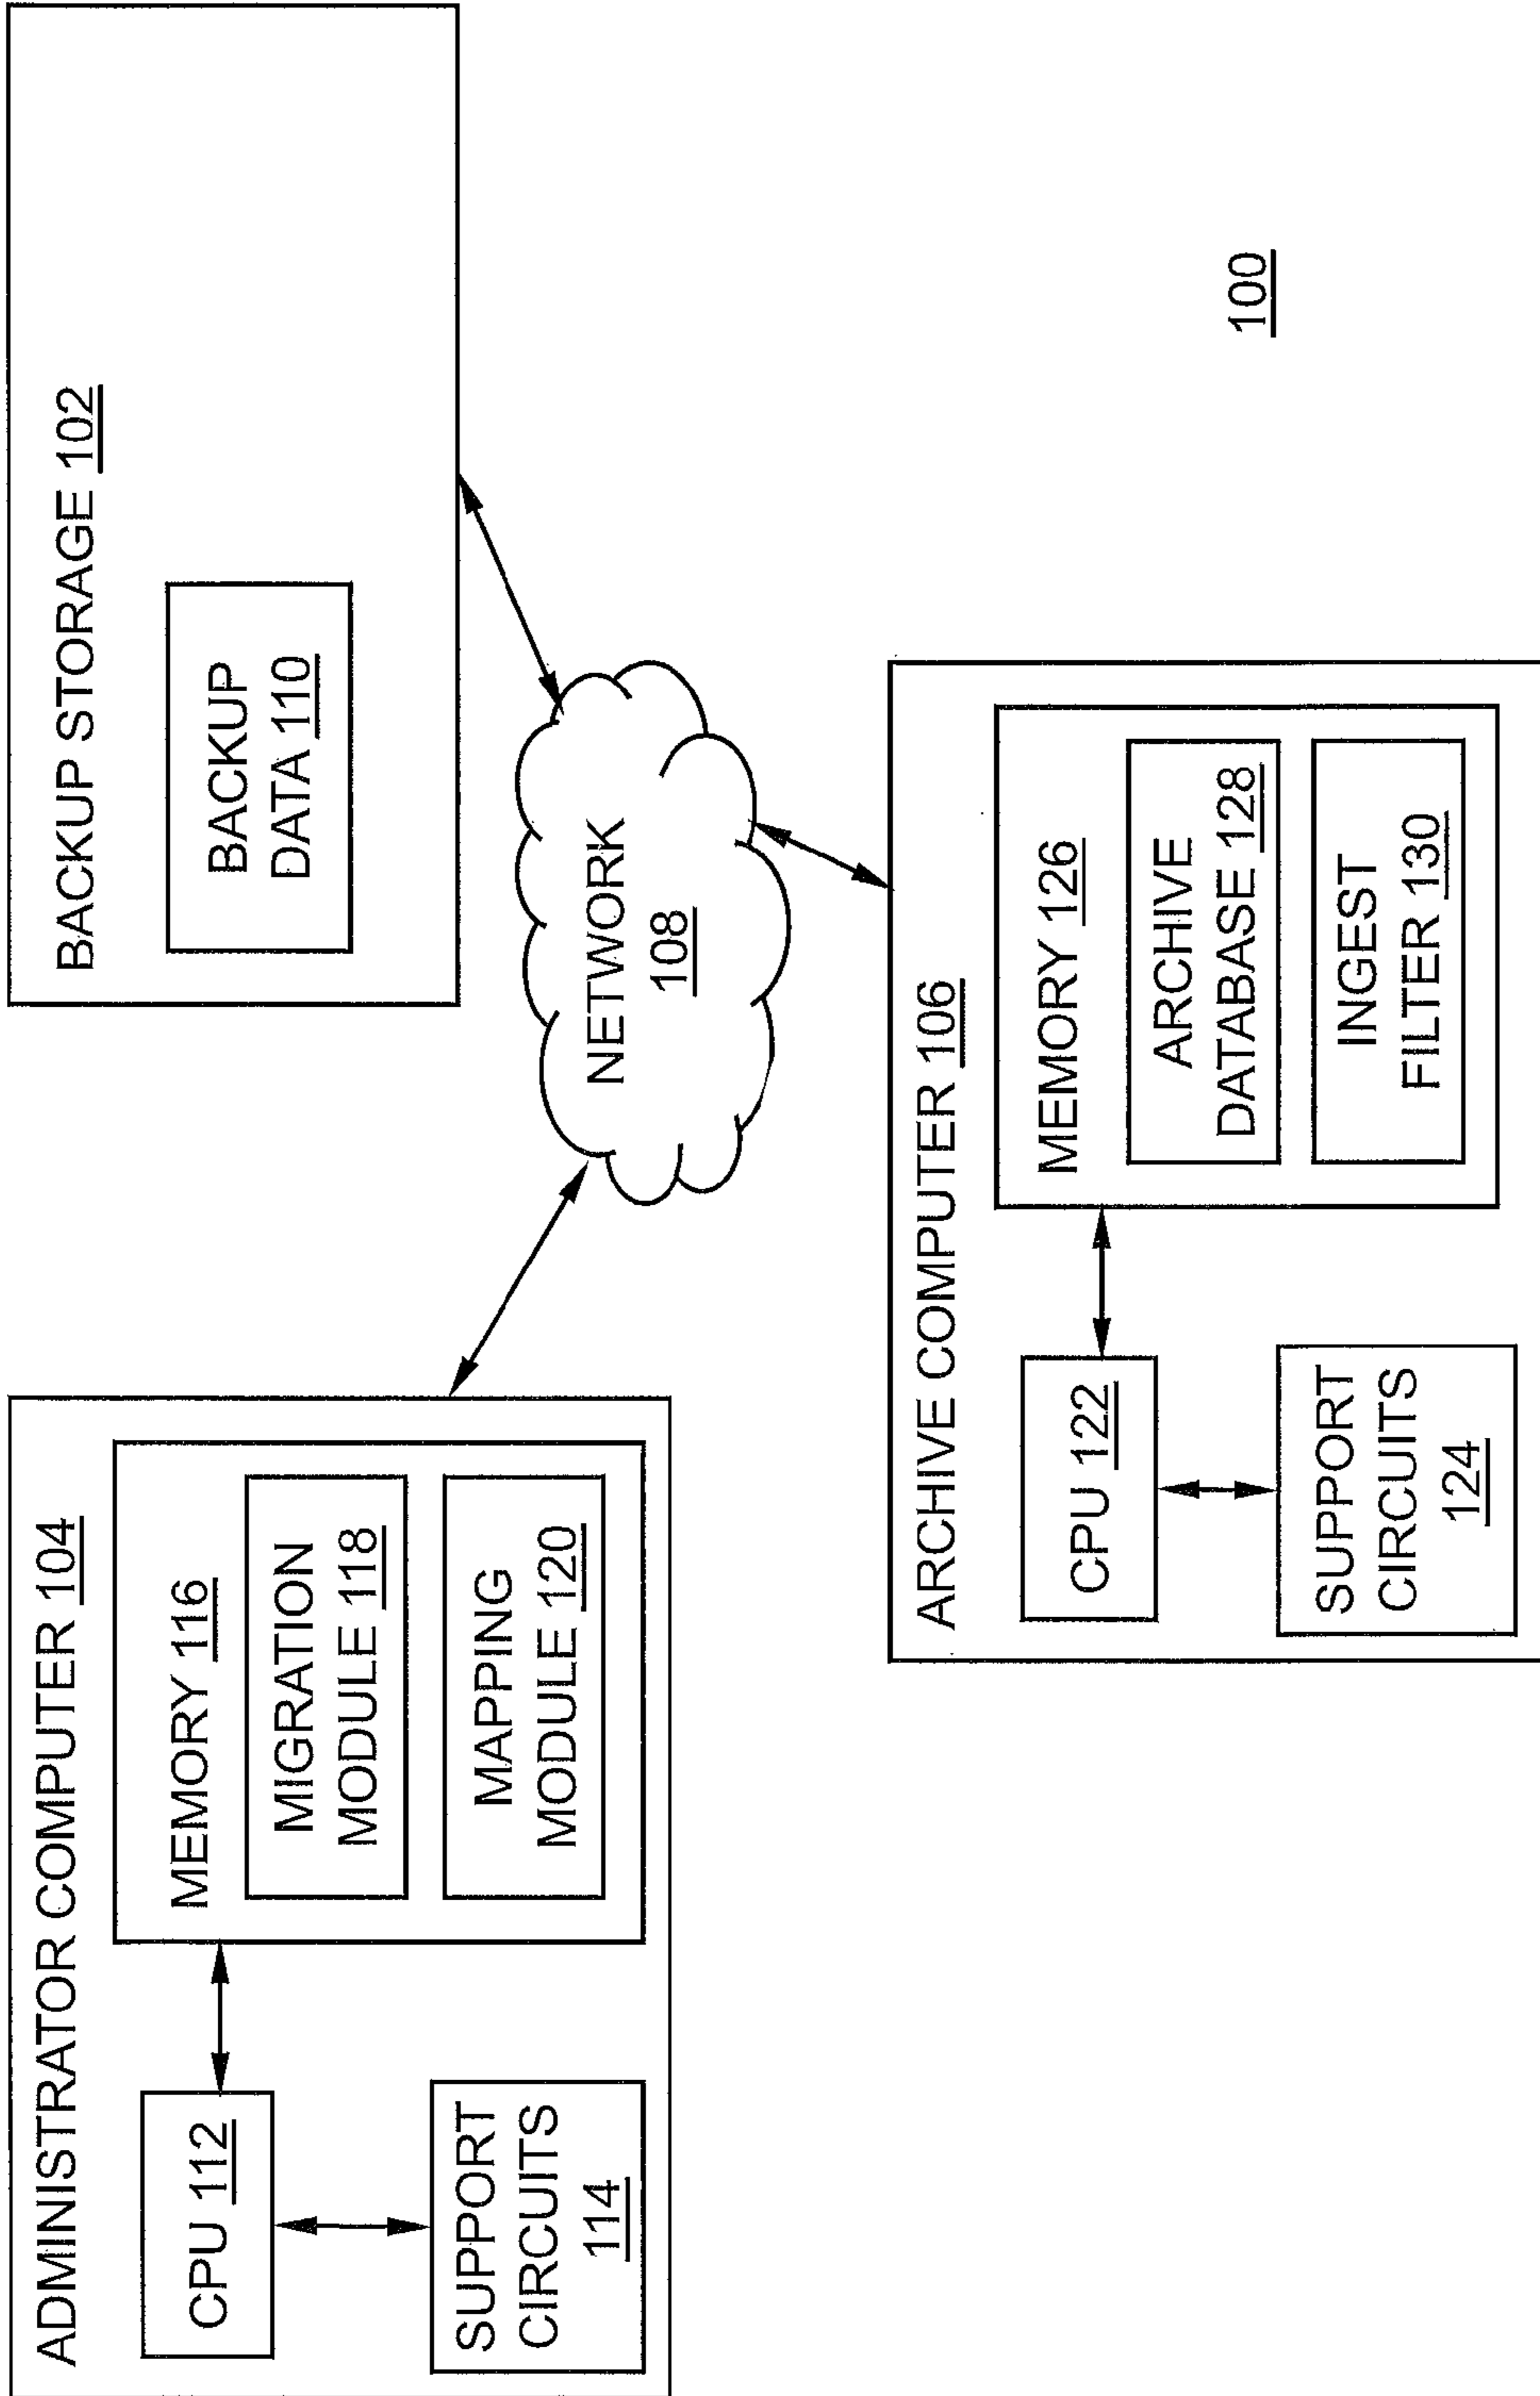 ADMINISTRATOR COMPUTER 104
CPU 112
SUPPORT
CIRCUITS
114
MEMORY 116
MIGRATION
MODULE 118
MAPPING
MODULE 120
BACKUP STORAGE 102
BACKUP
DATA 110
NETWORK
108
ARCHIVE COMPUTER 106
CPU 122
SUPPORT
CIRCUITS
124
MEMORY 126
ARCHIVE
DATABASE 128
INGEST
FILTER 130
100